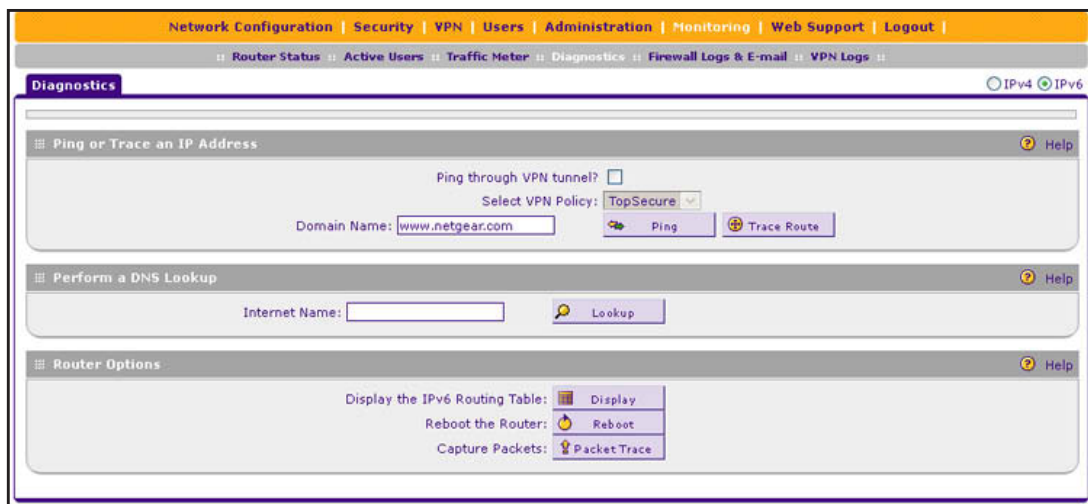 Network Configuration | Security | VPN | Users | Administration | Monitoring | Web Support | Logout |
:: Router Status :: Active Users :: Traffic Meter :: Diagnostics :: Firewall Logs & E-mail :: VPN Logs ::
Diagnostics IPv4 IPv6
Ping or Trace an IP Address Help
Ping through VPN tunnel?
Select VPN Policy: TopSecure
Domain Name: www.netgear.com Ping Trace Route
Perform a DNS Lookup Help
Internet Name: Lookup
Router Options Help
Display the IPv6 Routing Table: Display
Reboot the Router: Reboot
Capture Packets: Packet Trace